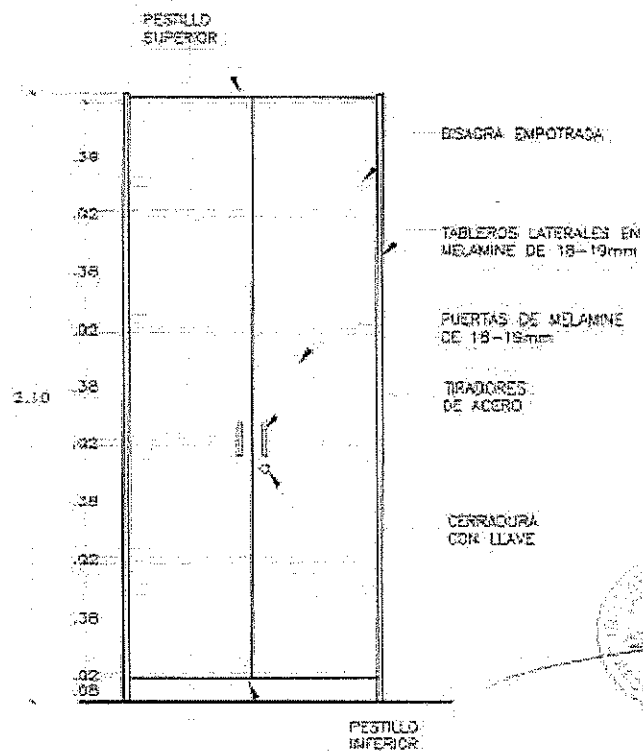 PESTILLO
SUPERIOR
BISAGRA EMPOTRADA
.38
.02
TABLEROS LATERALES EN
MELAMINE DE 18-19mm
.38
.02
PUERTAS DE MELAMINE
DE 18-19mm
2.10
.38
TIRADORES
DE ACERO
.02
.38
CERRADURA
CON LLAVE
.02
.38
.02
.08
PESTILLO
INFERIOR